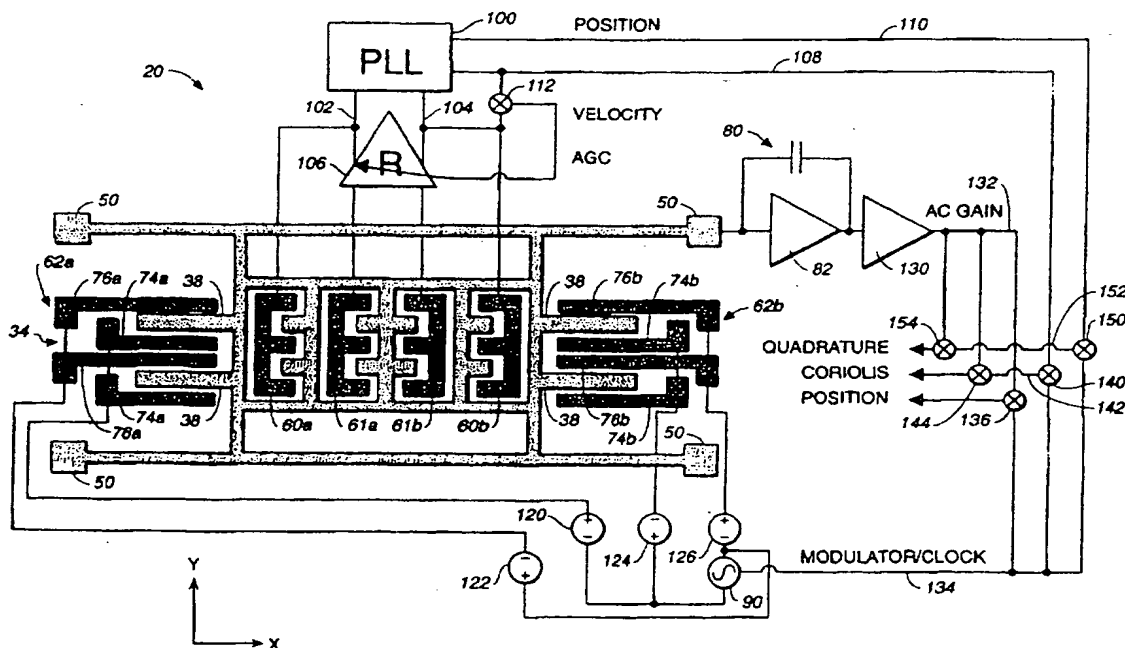 100
POSITION
110
PLL
108
20
112
102
104
VELOCITY
80
106
R
AGC
132
50
50
AC GAIN
62a
76a
74a
38
38
76b
74b
82
130
62b
152
154
150
34
QUADRATURE
CORIOLIS
140
POSITION
142
144
136
76a
74a
38
60a
61a
61b
60b
38
76b
74b
50
50
120
124
126
MODULATOR/CLOCK
122
90
134
Y
X